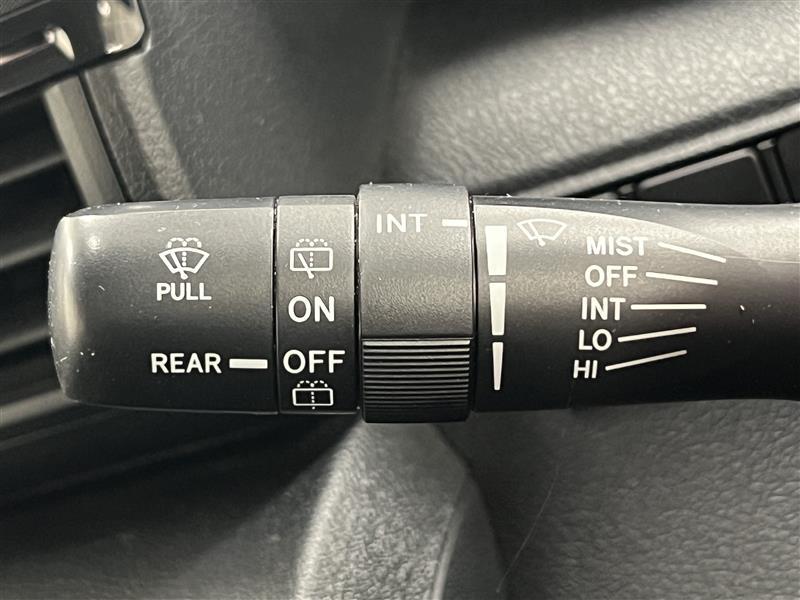 PULL
REAR
ON
OFF
INT
MIST
OFF
INT
LO
HI